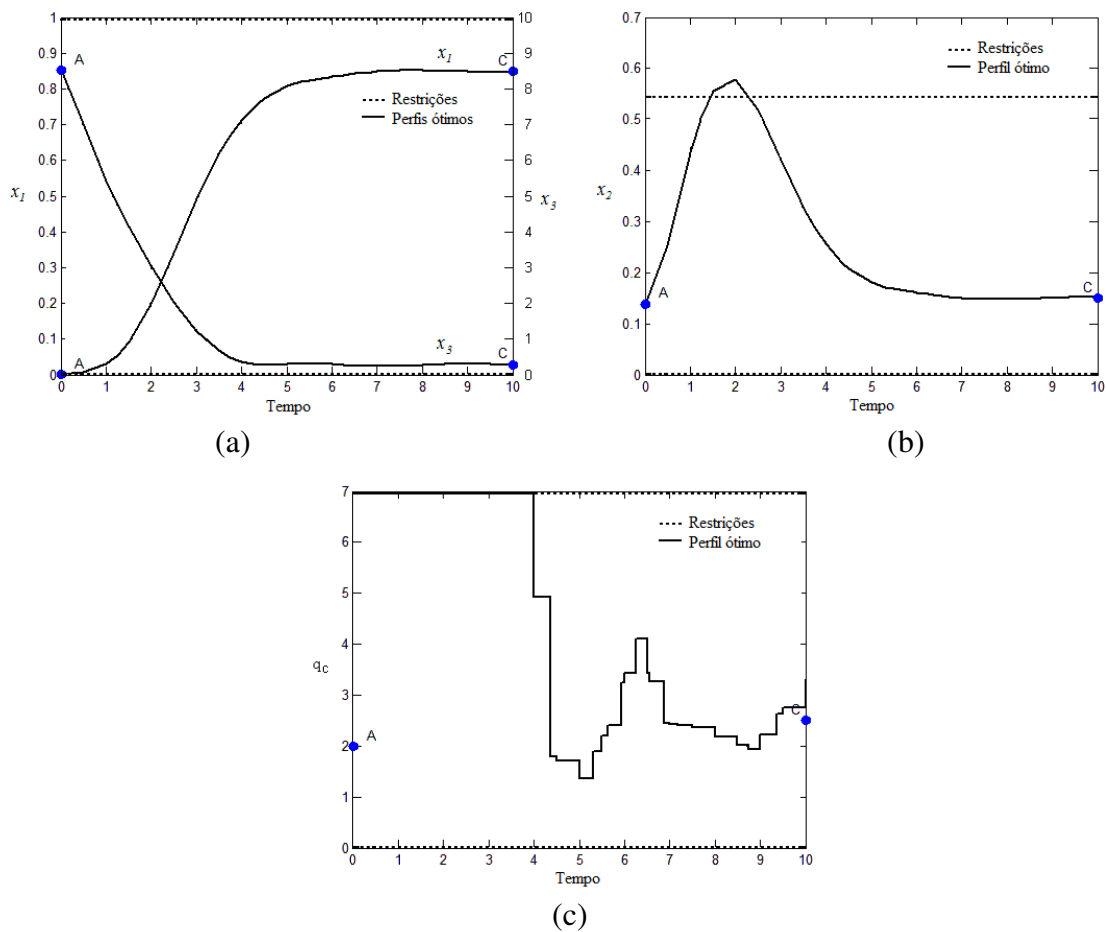 1
0.9
0.8
0.7
0.6
0.5
0.4
0.3
0.2
0.1
0
x1
A
A
x1
Restrições
Perfis ótimos
x3
C
C
10
9
8
7
6
5
4
3
2
1
0
x3
0 1 2 3 4 5 6 7 8 9 10
Tempo
(a)
0.7
0.6
0.5
0.4
0.3
0.2
0.1
0
x2
Restrições
Perfil ótimo
A
C
0 1 2 3 4 5 6 7 8 9 10
Tempo
(b)
7
6
5
4
3
2
1
0
qc
Restrições
Perfil ótimo
A
C
0 1 2 3 4 5 6 7 8 9 10
Tempo
(c)